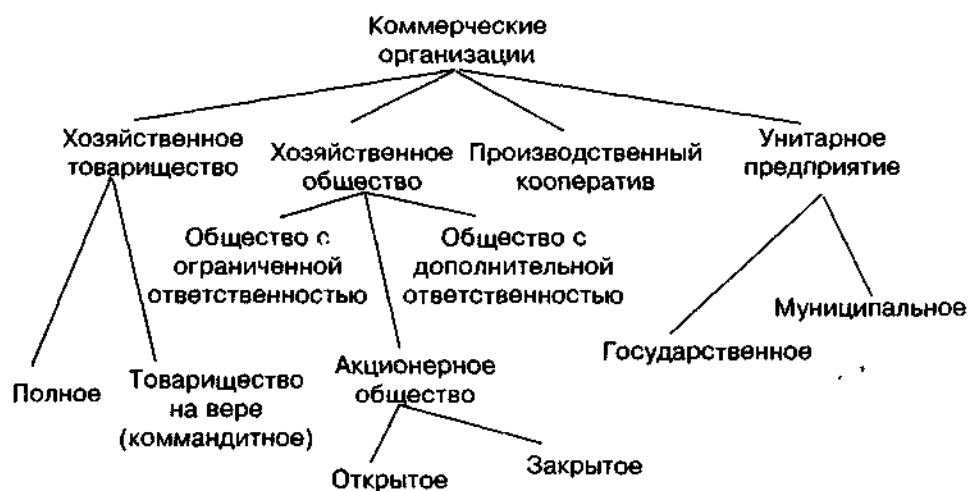 Коммерческие
организации
Хозяйственное
товарищество
Хозяйственное
общество
Производственный
кооператив
Унитарное
предприятие
Общество с
ограниченной
ответственностью
Общество с
дополнительной
ответственностью
Муниципальное
Государственное
Полное
Товарищество
на вере
(коммандитное)
Акционерное
общество
Открытое
Закрытое